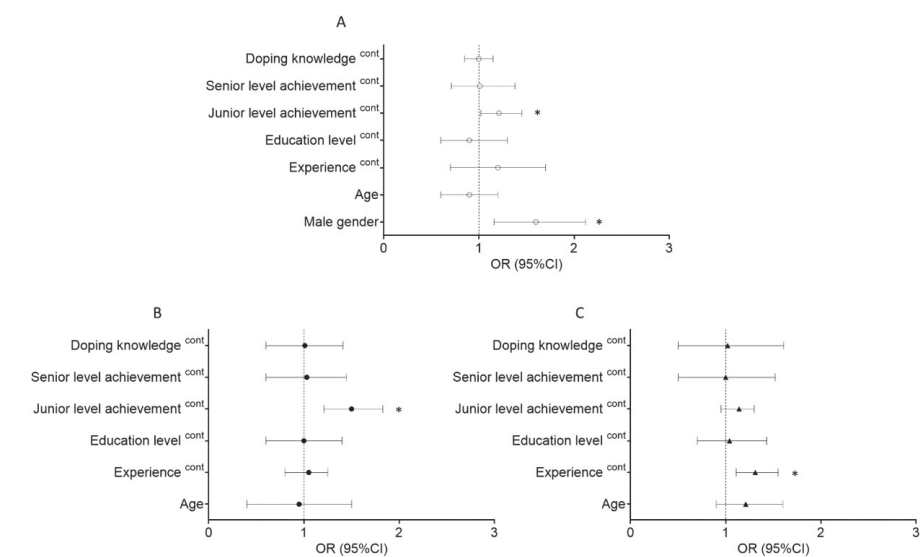 A
Doping knowledge cont
Senior level achievement cont
Junior level achievement cont *
Education level cont
Experience cont
Age
Male gender *
0 1 2 3
OR (95%CI)
B
Doping knowledge cont
Senior level achievement cont
Junior level achievement cont *
Education level cont
Experience cont
Age
0 1 2 3
OR (95%CI)
C
Doping knowledge cont
Senior level achievement cont
Junior level achievement cont
Education level cont
Experience cont *
Age
0 1 2 3
OR (95%CI)